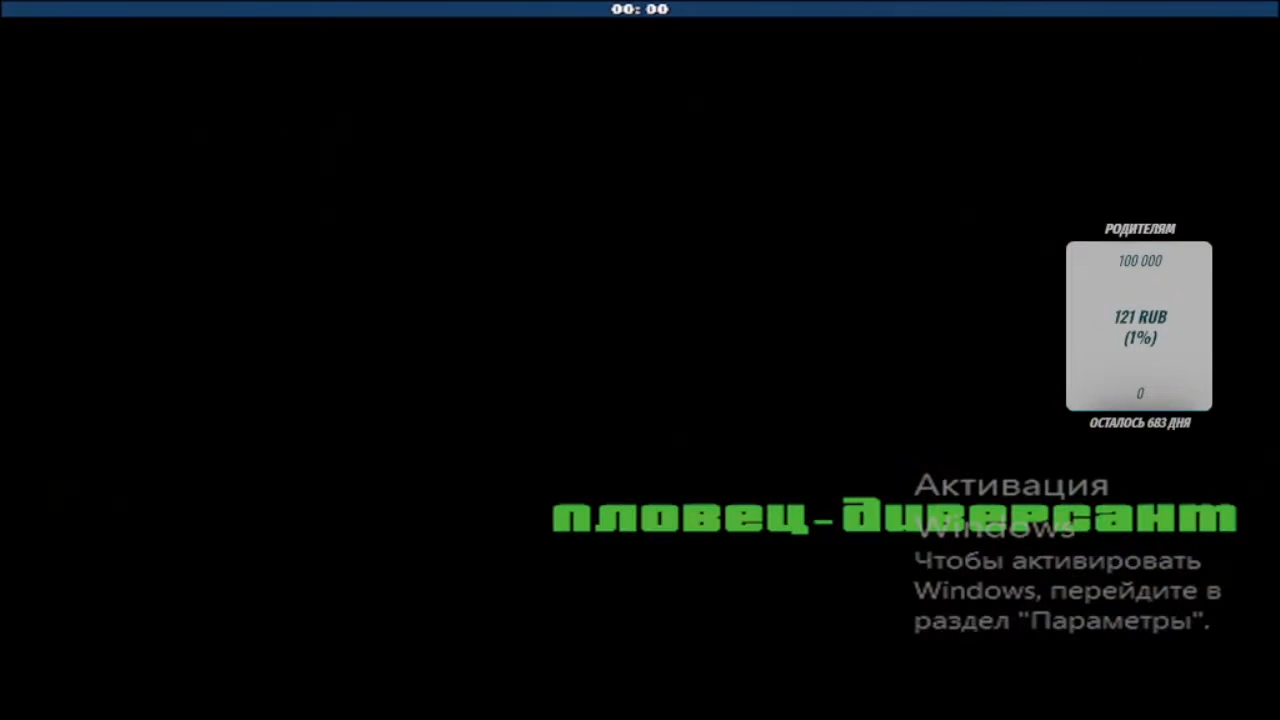 00:00
РОДИТЕЛЯМ
100 000
121 RUB
(1%)
0
ОСТАЛОСЬ 683 ДНЯ
Активация
Windows
пловец-диверсант
Чтобы активировать
Windows, перейдите в
раздел "Параметры".